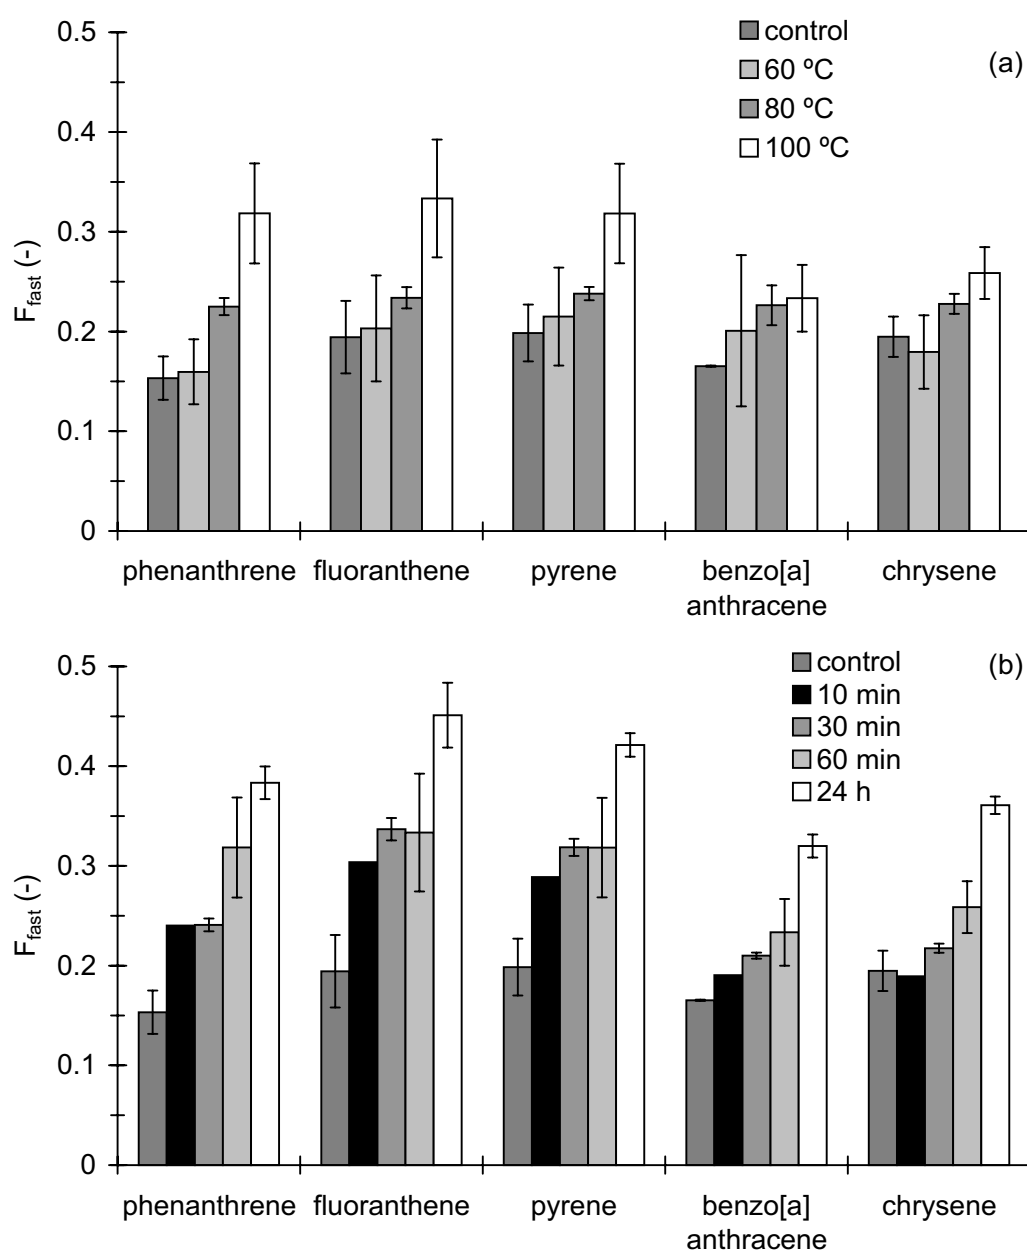 0.5
control
60 ºC
(a)
0.4
80 ºC
100 ºC
0.3
F_fast (-)
0.2
0.1
0
phenanthrene fluoranthene pyrene benzo[a] chrysene
anthracene
0.5
control
(b)
10 min
30 min
0.4
60 min
24 h
0.3
F_fast (-)
0.2
0.1
0
phenanthrene fluoranthene pyrene benzo[a] chrysene
anthracene